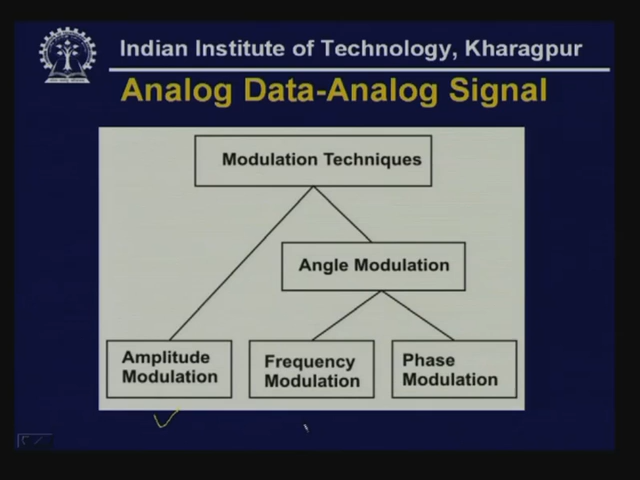 Indian Institute of Technology, Kharagpur
Analog Data-Analog Signal
Modulation Techniques
Angle Modulation
Amplitude
Modulation
Frequency
Modulation
Phase
Modulation